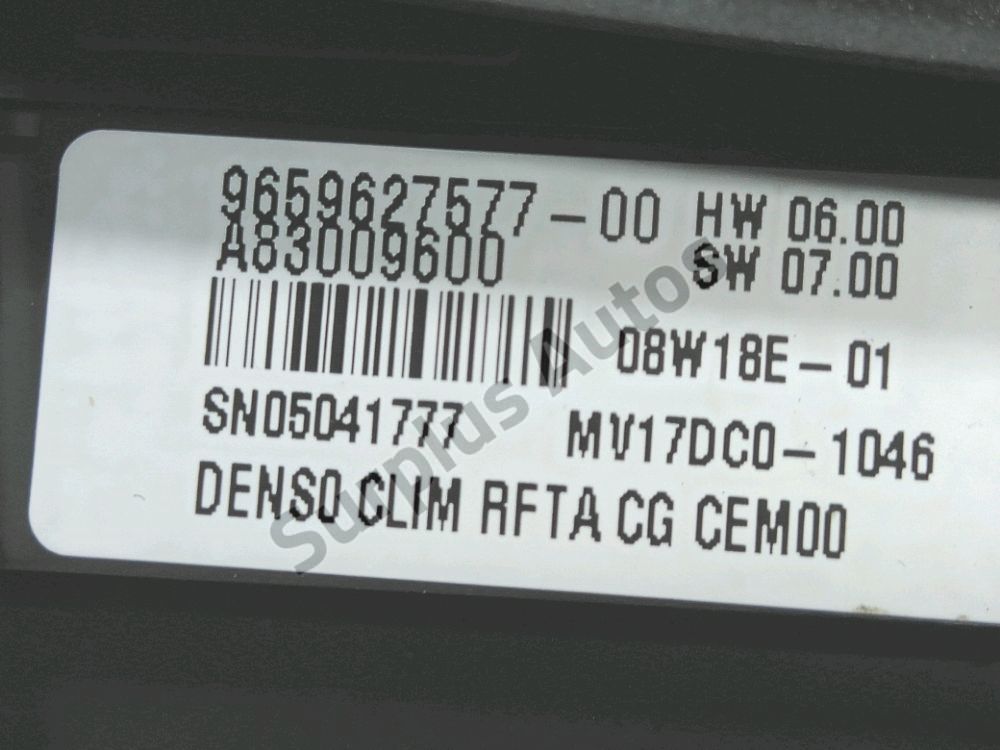 9659627577-00 HW 06.00
A83009600 SW 07.00
08W18E-01
SN05041777 MV17DC0-1046
DENSO CLIM RFTA CG CEM00
Surplus Autos